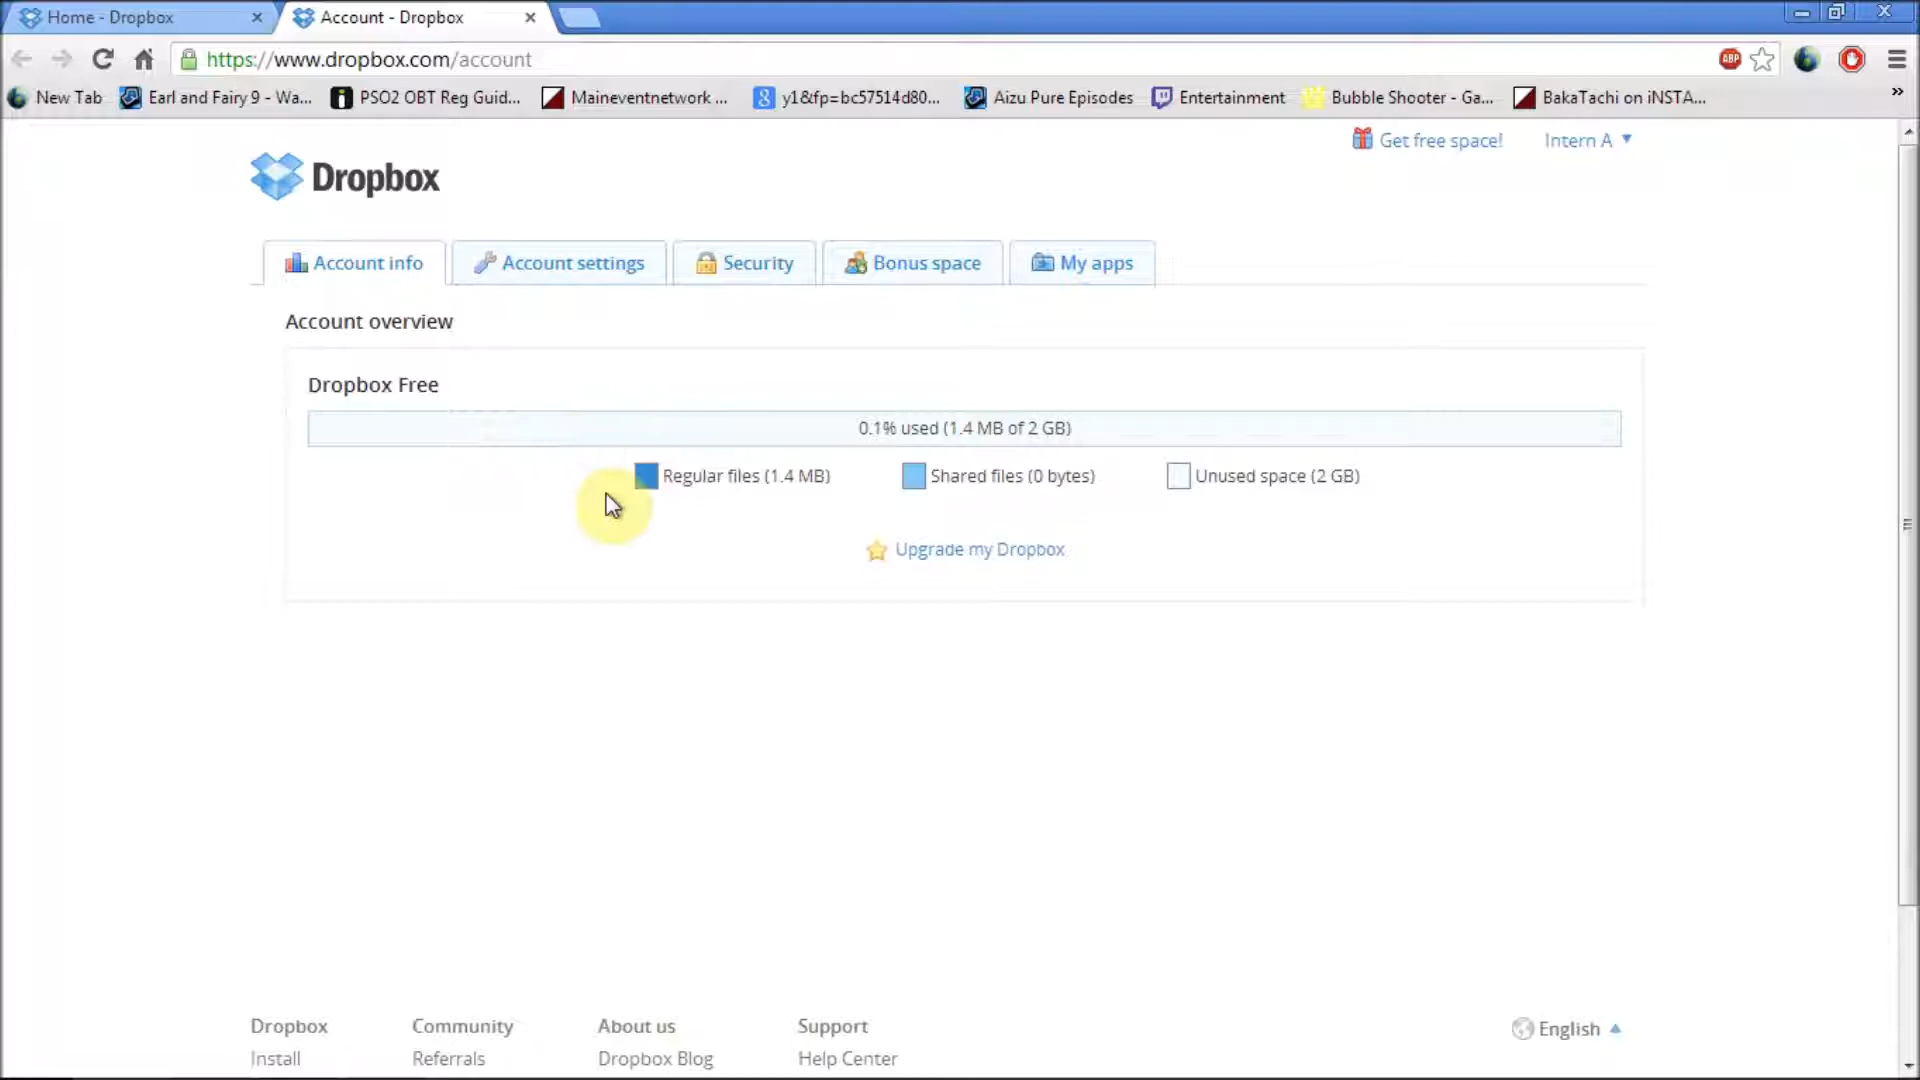 Home - Dropbox
Account - Dropbox
https://www.dropbox.com/account
ABP
New Tab
Earl and Fairy 9 - Wa...
PSO2 OBT Reg Guid...
Maineventnetwork ...
y1&fp=bc57514d80...
Aizu Pure Episodes
Entertainment
Bubble Shooter - Ga...
BakaTachi on iNSTA...
»
Get free space!
Intern A
Dropbox
Account info
Account settings
Security
Bonus space
My apps
Account overview
Dropbox Free
0.1% used (1.4 MB of 2 GB)
Regular files (1.4 MB)
Shared files (0 bytes)
Unused space (2 GB)
Upgrade my Dropbox
Dropbox
Community
About us
Support
English
Install
Referrals
Dropbox Blog
Help Center